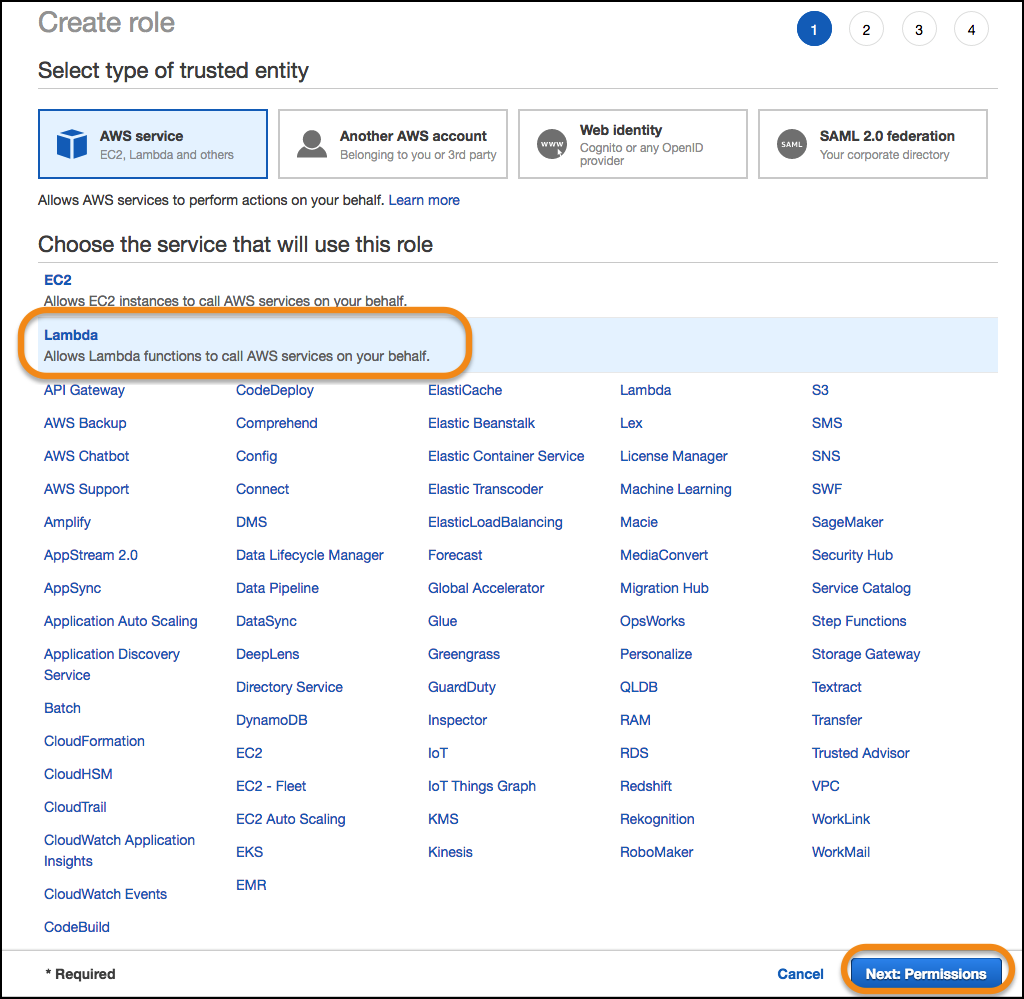 Create role
1 2 3 4
Select type of trusted entity
AWS service
EC2, Lambda and others
Another AWS account
Belonging to you or 3rd party
WWW
Web identity
Cognito or any OpenID
provider
SAML
SAML 2.0 federation
Your corporate directory
Allows AWS services to perform actions on your behalf. Learn more
Choose the service that will use this role
EC2
Allows EC2 instances to call AWS services on your behalf.
Lambda
Allows Lambda functions to call AWS services on your behalf.
API Gateway
AWS Backup
AWS Chatbot
AWS Support
Amplify
AppStream 2.0
AppSync
Application Auto Scaling
Application Discovery
Service
Batch
CloudFormation
CloudHSM
CloudTrail
CloudWatch Application
Insights
CloudWatch Events
CodeBuild
CodeDeploy
Comprehend
Config
Connect
DMS
Data Lifecycle Manager
Data Pipeline
DataSync
DeepLens
Directory Service
DynamoDB
EC2
EC2 - Fleet
EC2 Auto Scaling
EKS
EMR
ElastiCache
Elastic Beanstalk
Elastic Container Service
Elastic Transcoder
ElasticLoadBalancing
Forecast
Global Accelerator
Glue
Greengrass
GuardDuty
Inspector
IoT
IoT Things Graph
KMS
Kinesis
Lambda
Lex
License Manager
Machine Learning
Macie
MediaConvert
Migration Hub
OpsWorks
Personalize
QLDB
RAM
RDS
Redshift
Rekognition
RoboMaker
S3
SMS
SNS
SWF
SageMaker
Security Hub
Service Catalog
Step Functions
Storage Gateway
Textract
Transfer
Trusted Advisor
VPC
WorkLink
WorkMail
* Required
Cancel
Next: Permissions